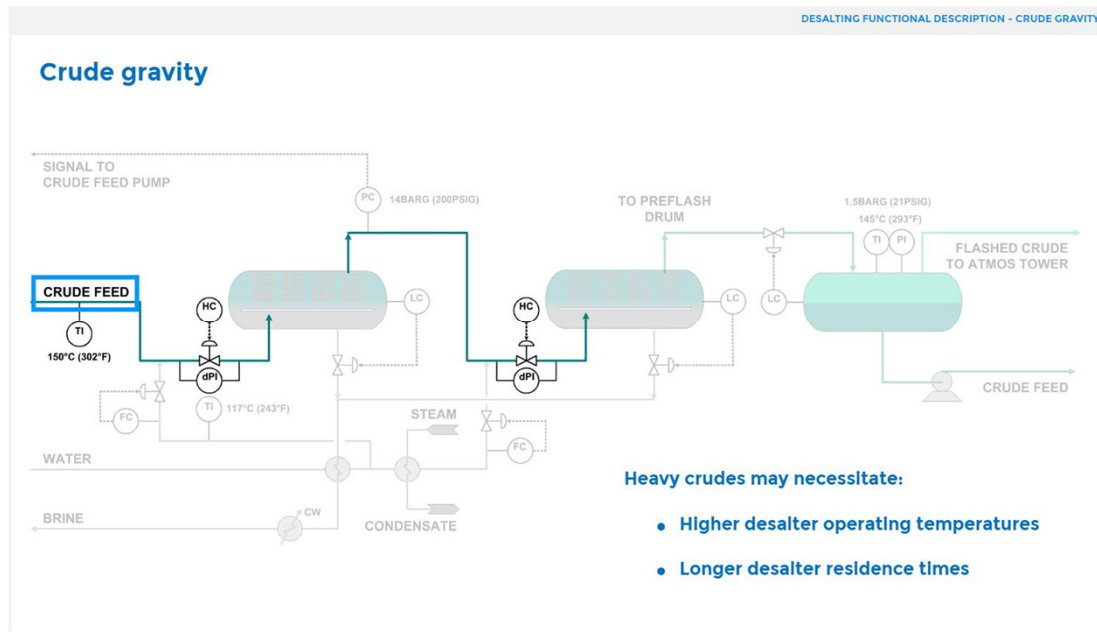 DESALTING FUNCTIONAL DESCRIPTION - CRUDE GRAVITY
Crude gravity
SIGNAL TO
CRUDE FEED PUMP
PC
14BARG (200PSIG)
TO PREFLASH
DRUM
1.5BARG (21PSIG)
145°C (293°F)
TI
PI
FLASHED CRUDE
TO ATMOS TOWER
CRUDE FEED
HC
LC
HC
LC
LC
TI
150°C (302°F)
dPI
dPI
TI
117°C (243°F)
FC
STEAM
CRUDE FEED
FC
WATER
BRINE
CW
CONDENSATE
Heavy crudes may necessitate:
• Higher desalter operating temperatures
• Longer desalter residence times